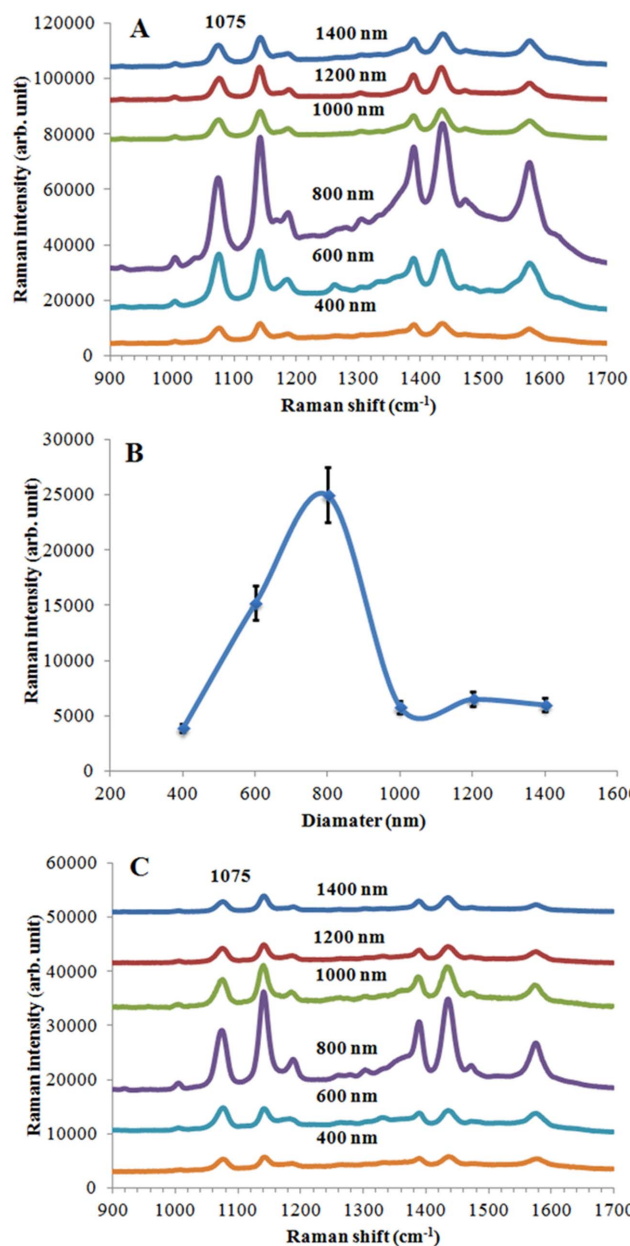 A
1075
1400 nm
1200 nm
1000 nm
800 nm
600 nm
400 nm
120000
100000
80000
60000
40000
20000
0
Raman intensity (arb. unit)
900 1000 1100 1200 1300 1400 1500 1600 1700
Raman shift (cm-1)
B
30000
25000
20000
15000
10000
5000
0
Raman intensity (arb. unit)
200 400 600 800 1000 1200 1400 1600
Diamater (nm)
C
1075
1400 nm
1200 nm
1000 nm
800 nm
600 nm
400 nm
60000
50000
40000
30000
20000
10000
0
Raman intensity (arb. unit)
900 1000 1100 1200 1300 1400 1500 1600 1700
Raman shift (cm-1)